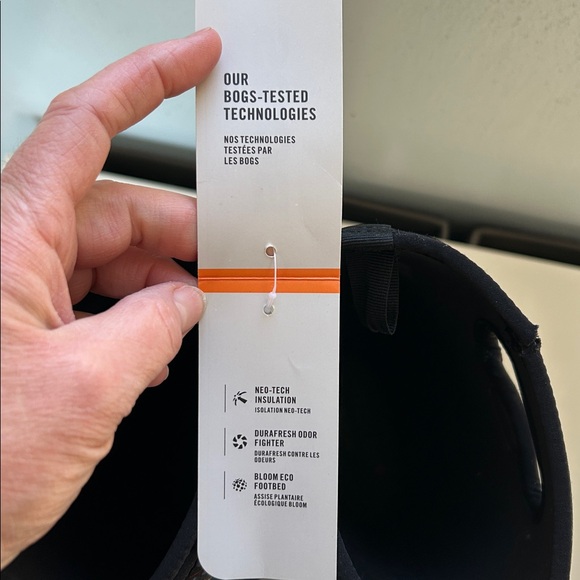 OUR
BOGS-TESTED
TECHNOLOGIES
NOS TECHNOLOGIES
TESTÉES PAR
LES BOGS
NEO-TECH
INSULATION
ISOLATION NEO-TECH
DURAFRESH ODOR
FIGHTER
DURAFRESH CONTRE LES
ODEURS
BLOOM ECO
FOOTBED
ASSISE PLANTAIRE
ÉCOLOGIQUE BLOOM